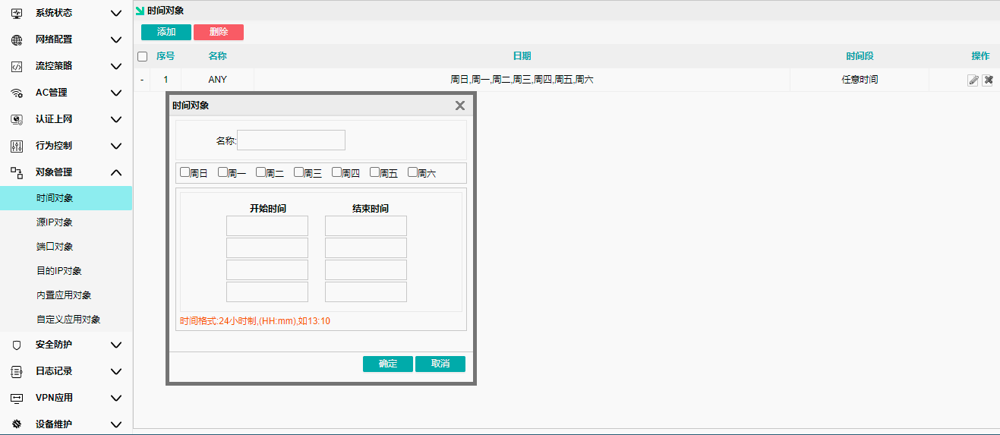 系统状态
网络配置
流控策略
AC管理
认证上网
行为控制
对象管理
时间对象
源IP对象
端口对象
目的IP对象
内置应用对象
自定义应用对象
安全防护
日志记录
VPN应用
设备维护
时间对象
添加 删除
序号 名称 日期 时间段 操作
- 1 ANY 周日,周一,周二,周三,周四,周五,周六 任意时间
时间对象
名称:
周日 周一 周二 周三 周四 周五 周六
开始时间 结束时间
时间格式:24小时制,(HH:mm),如13:10
确定 取消